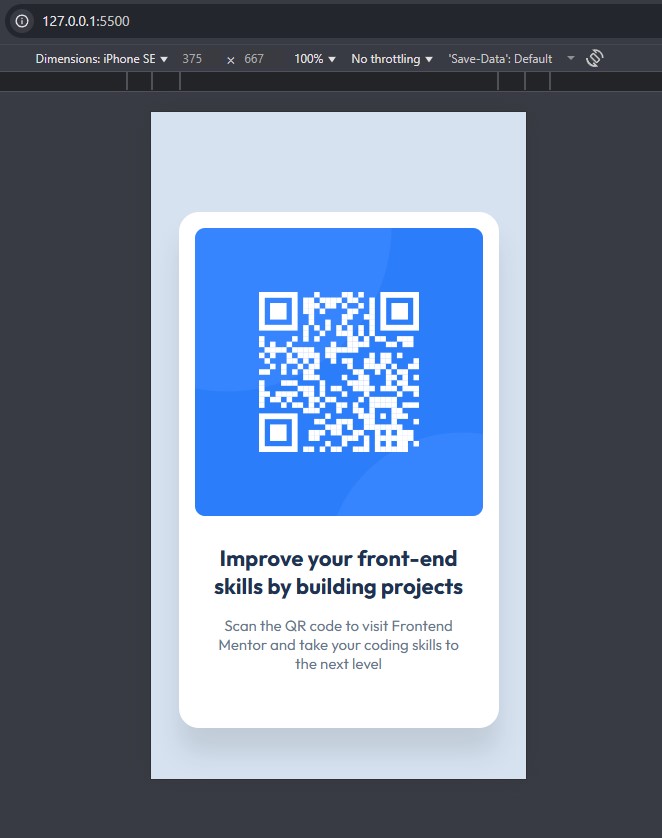 127.0.0.1:5500
Dimensions: iPhone SE 375 × 667 100% No throttling 'Save-Data': Default
Improve your front-end
skills by building projects
Scan the QR code to visit Frontend
Mentor and take your coding skills to
the next level